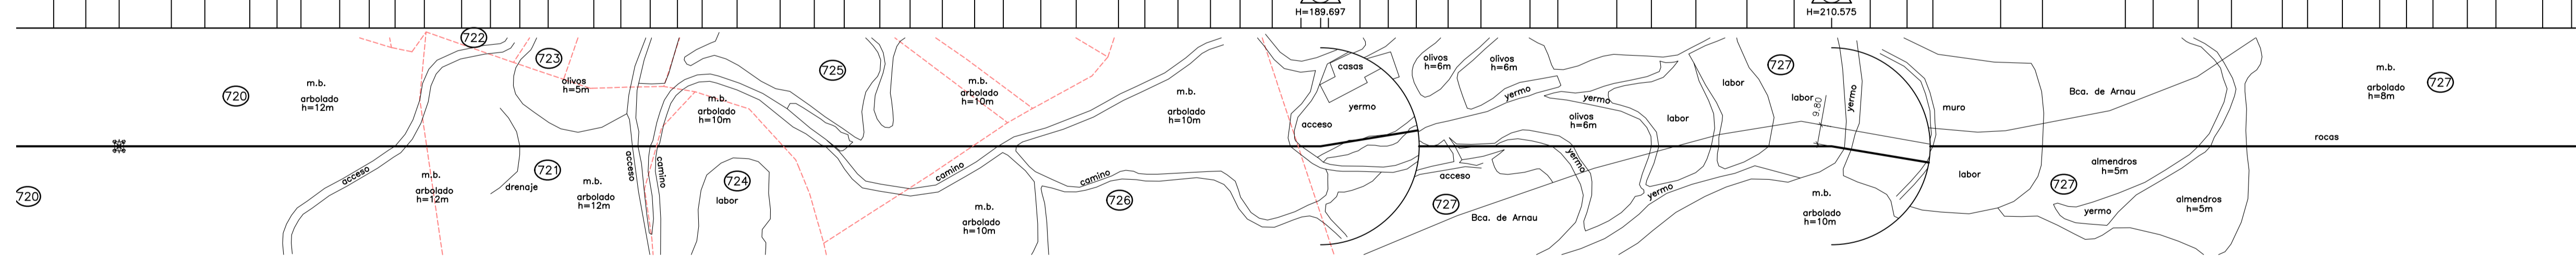 H=189.697
H=210.575
722
723
725
727
720
m.b.
arbolado
h=12m
olivos
h=5m
m.b.
arbolado
h=10m
m.b.
arbolado
h=10m
m.b.
arbolado
h=10m
casas
yermo
acceso
olivos
h=6m
olivos
h=6m
yermo
yermo
olivos
h=6m
labor
labor
labor
9.80
yermo
muro
Bca. de Arnau
m.b.
arbolado
h=8m
727
rocas
720
acceso
m.b.
arbolado
h=12m
drenaje
721
m.b.
arbolado
h=12m
acceso
camino
724
labor
camino
m.b.
arbolado
h=10m
camino
726
acceso
727
Bca. de Arnau
yermo
yermo
m.b.
arbolado
h=10m
labor
727
almendros
h=5m
yermo
almendros
h=5m